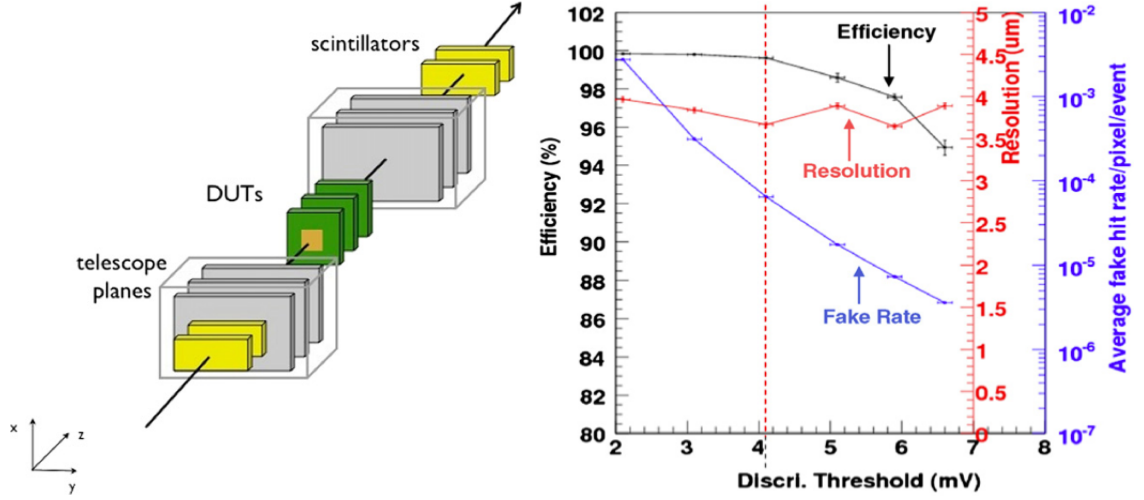 scintillators
DUTs
telescope
planes
x
z
y
102
100
98
96
94
92
90
88
86
84
82
80
Efficiency (%)
2
3
4
5
6
7
8
Discri. Threshold (mV)
Efficiency
Resolution
Fake Rate
5
4.5
4
3.5
3
2.5
2
1.5
1
0.5
0
Resolution (um)
10-2
10-3
10-4
10-5
10-6
10-7
Average fake hit rate/pixel/event